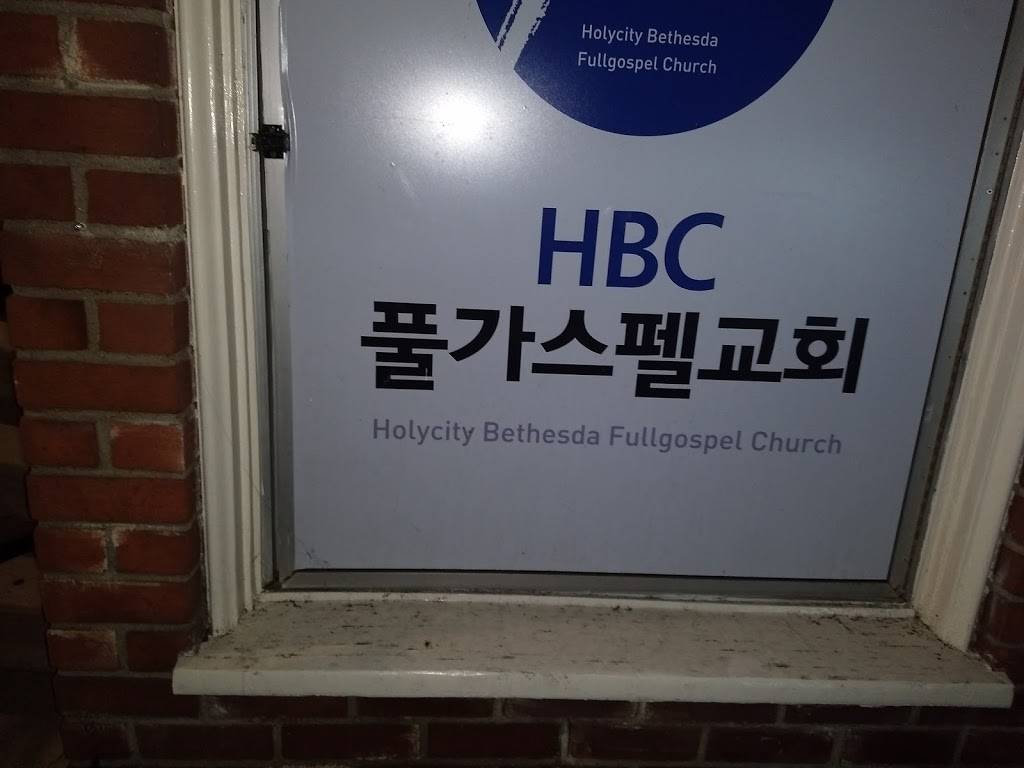 Holycity Bethesda
Fullgospel Church
HBC
풀가스펠교회
Holycity Bethesda Fullgospel Church